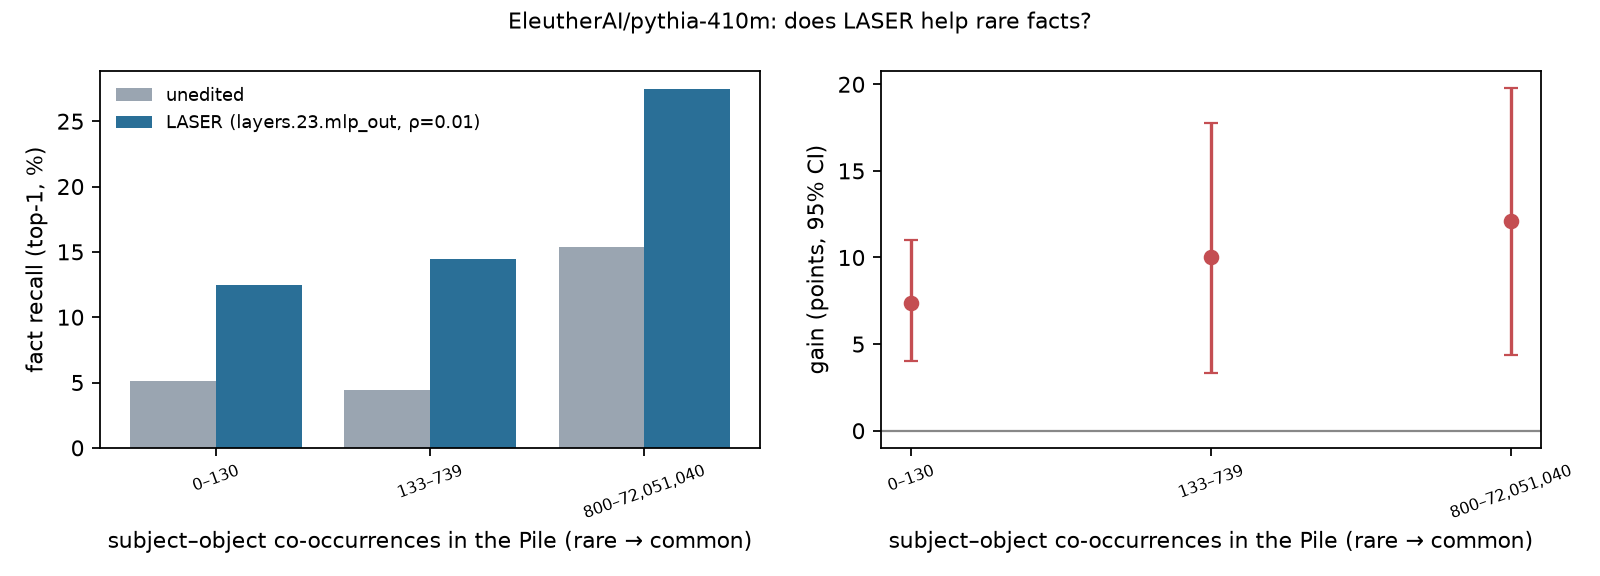 EleutherAI/pythia-410m: does LASER help rare facts?
unedited
LASER (layers.23.mlp_out, ρ=0.01)
fact recall (top-1, %)
25
20
15
10
5
0
0–130
133–739
800–72,051,040
subject–object co-occurrences in the Pile (rare → common)
gain (points, 95% CI)
20
15
10
5
0
0–130
133–739
800–72,051,040
subject–object co-occurrences in the Pile (rare → common)